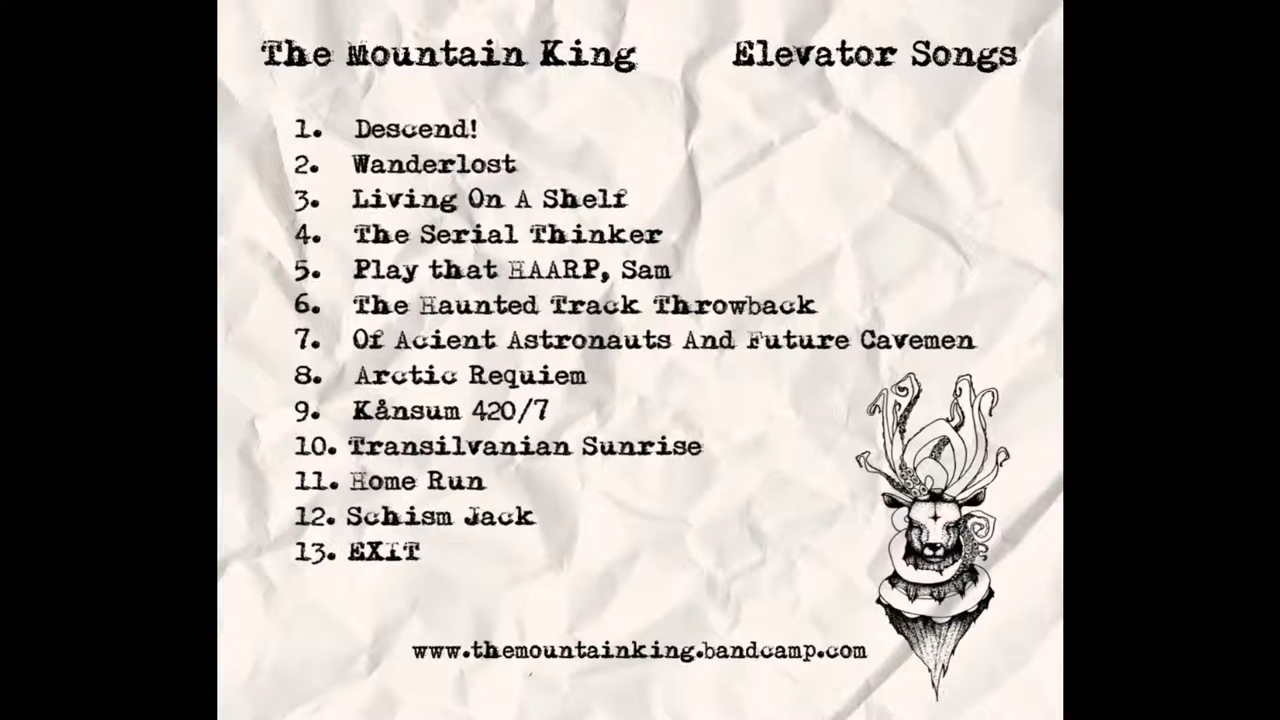 The Mountain King Elevator Songs
1. Descend!
2. Wanderlost
3. Living On A Shelf
4. The Serial Thinker
5. Play that HAARP, Sam
6. The Haunted Track Throwback
7. Of Acient Astronauts And Future Cavemen
8. Arctic Requiem
9. Kånsum 420/7
10. Transilvanian Sunrise
11. Home Run
12. Schism Jack
13. EXIT
www.themountainking.bandcamp.com